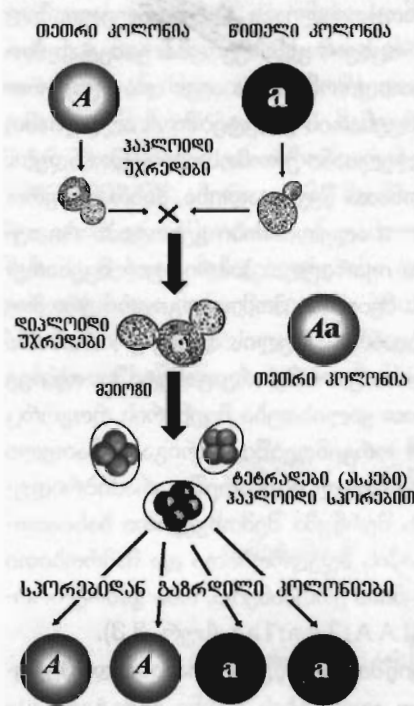 თეთრი კოლონია
წითელი კოლონია
A
a
ჰაპლოიდი
უჯრედები
დიპლოიდი
უჯრედები
Aa
თეთრი კოლონია
მეიოზი
ტეტრადები (ასკები)
ჰაპლოიდი სპორებით
სპორებიდან გაზრდილი კოლონიები
A A a a